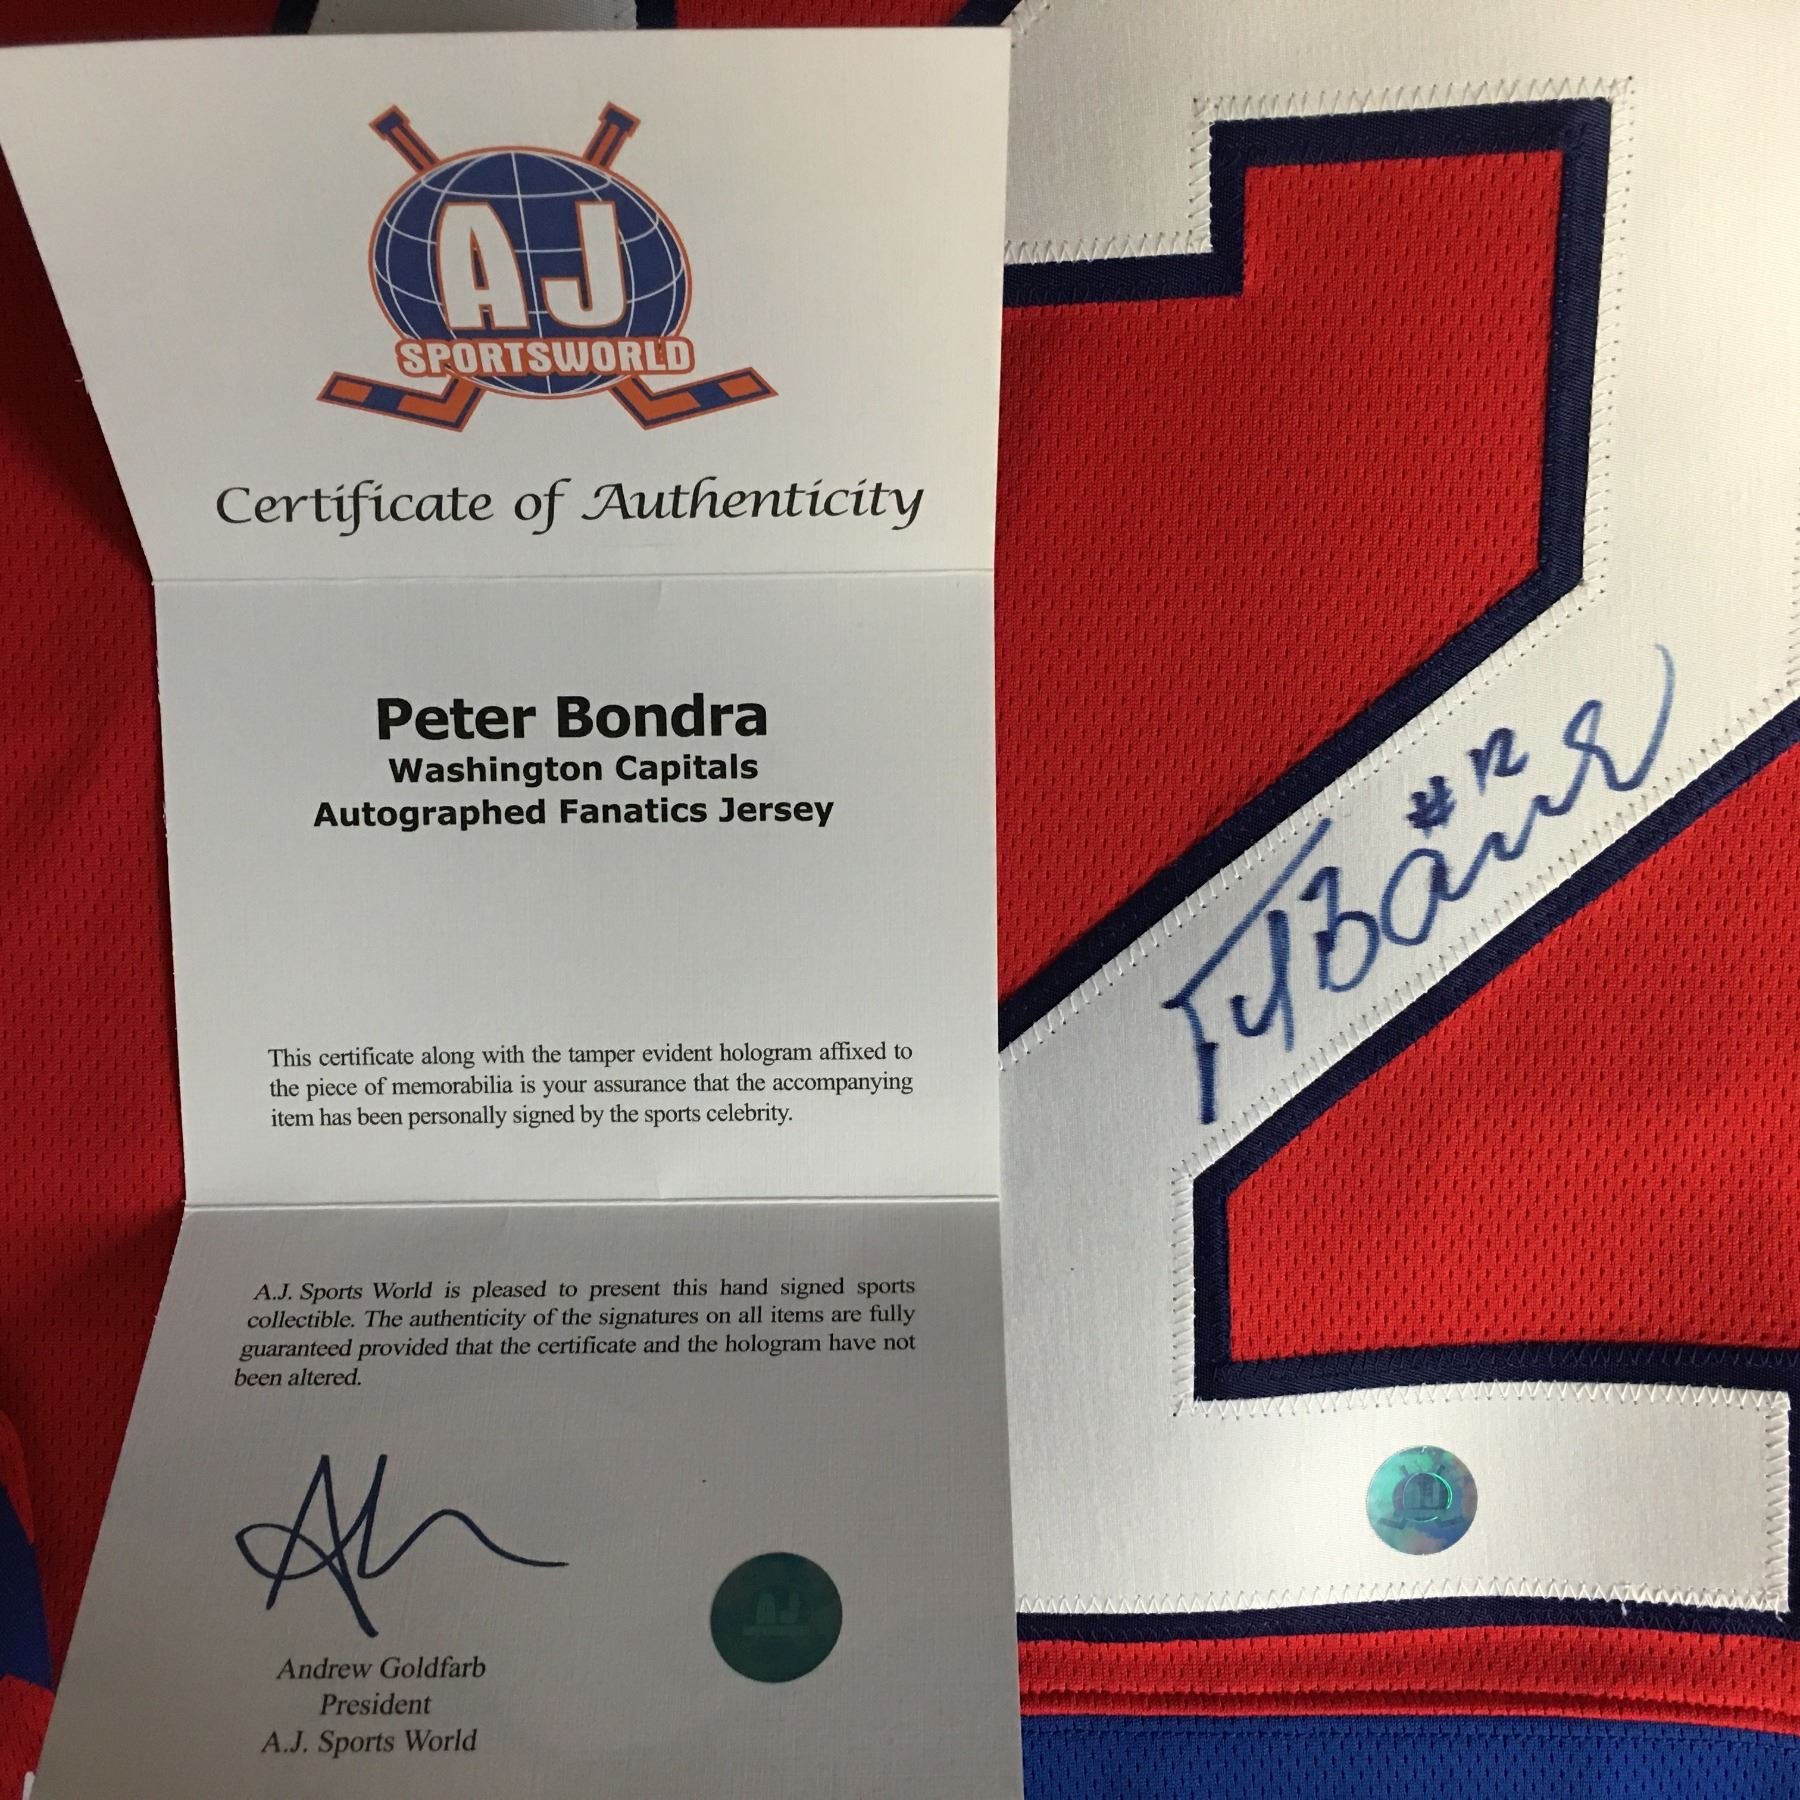 AJ
SPORTSWORLD
Certificate of Authenticity
Peter Bondra
Washington Capitals
Autographed Fanatics Jersey
This certificate along with the tamper evident hologram affixed to
the piece of memorabilia is your assurance that the accompanying
item has been personally signed by the sports celebrity.
A.J. Sports World is pleased to present this hand signed sports
collectible. The authenticity of the signatures on all items are fully
guaranteed provided that the certificate and the hologram have not
been altered.
Andrew Goldfarb
President
A.J. Sports World
AJ
#12
AJ